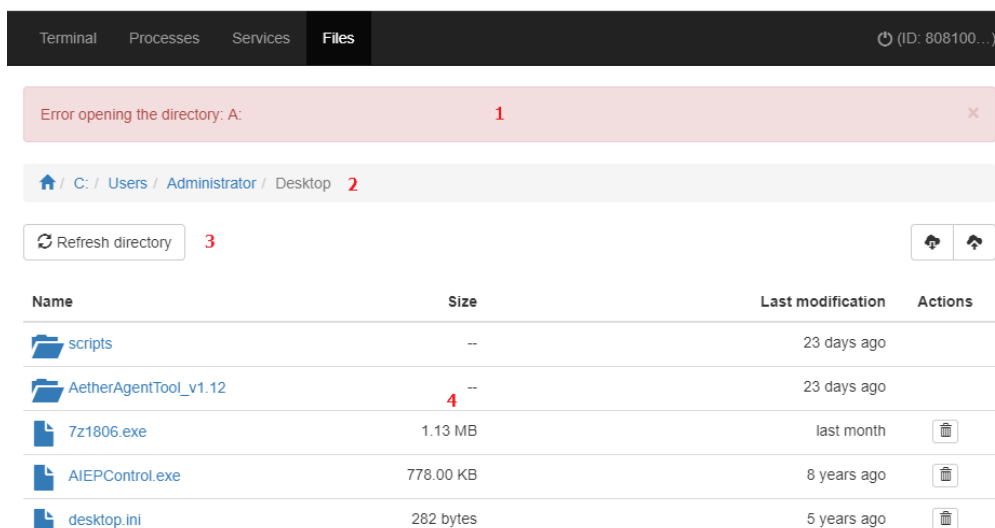 Terminal Processes Services Files (ID: 808100...)
Error opening the directory: A: 1 ×
/ C: / Users / Administrator / Desktop 2
Refresh directory 3
Name Size Last modification Actions
scripts -- 23 days ago
AetherAgentTool_v1.12 -- 23 days ago
4
7z1806.exe 1.13 MB last month
AIEPControl.exe 778.00 KB 8 years ago
desktop.ini 282 bytes 5 years ago